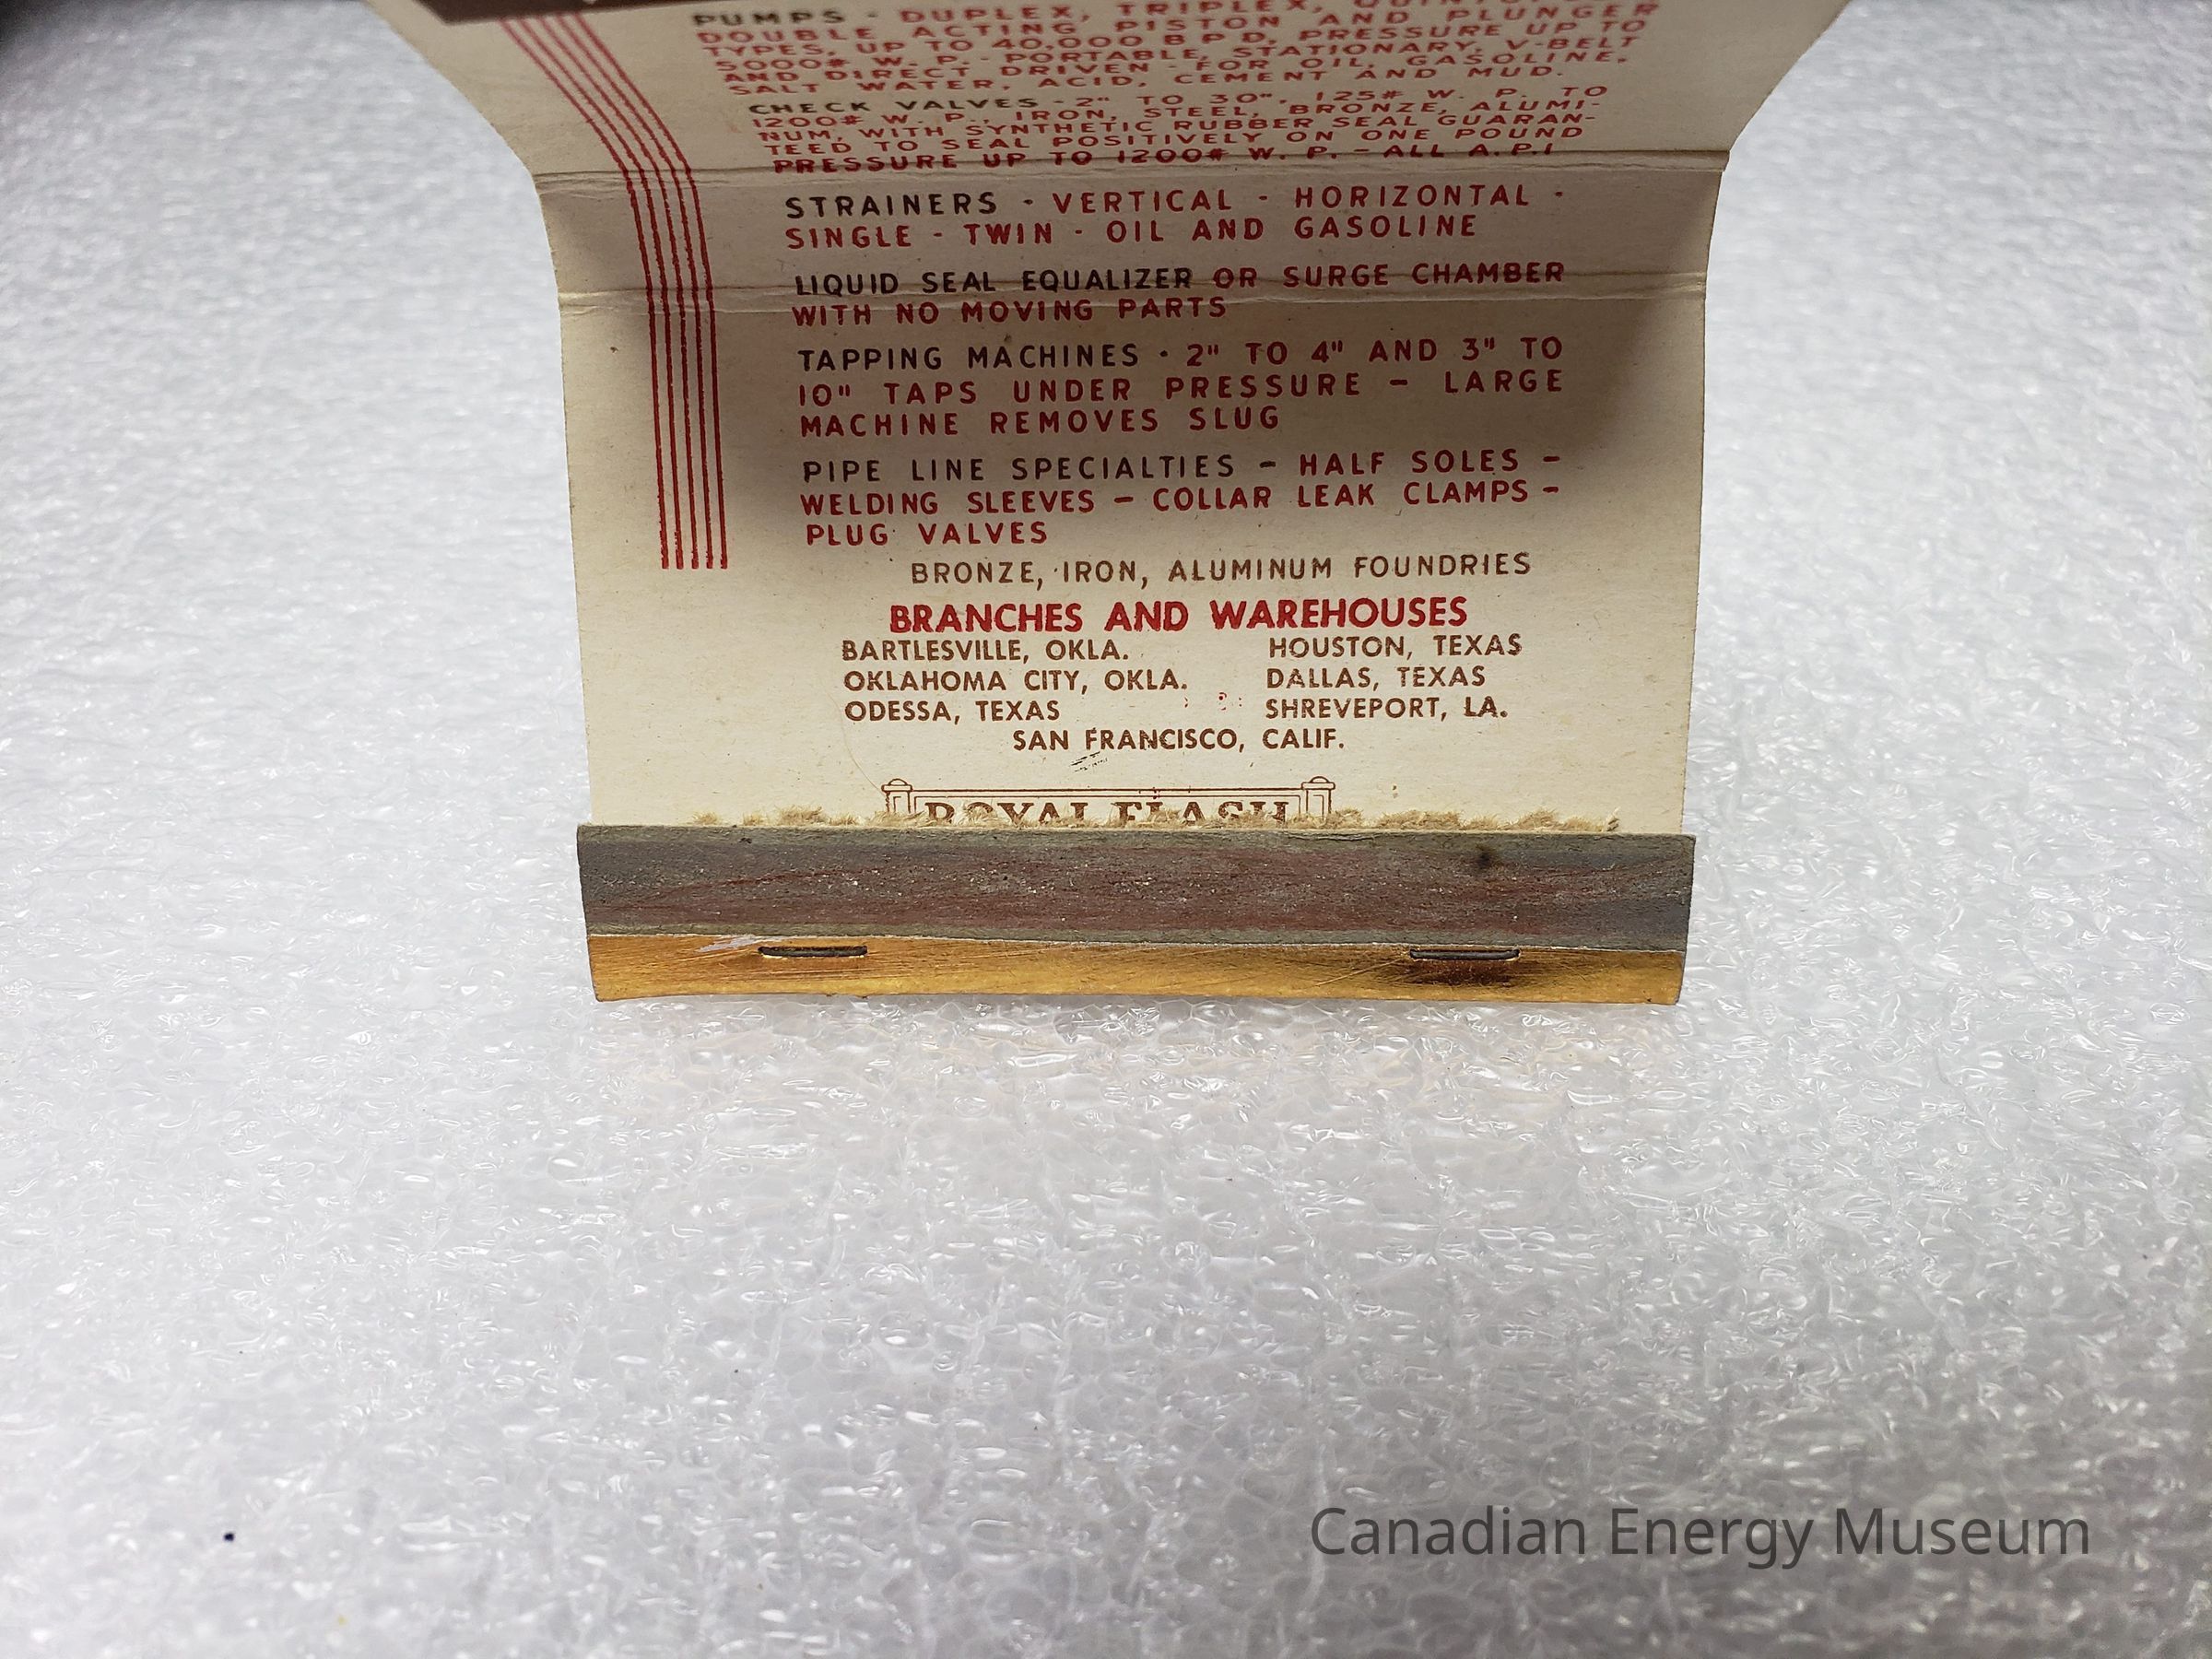 PUMPS - DUPLEX, TRIPLEX,
DOUBLE ACTING PISTON AND PLUNGER
TYPES, UP TO 40,000 B P D, PRESSURE UP TO
5000# W. P. - PORTABLE, STATIONARY, V-BELT
AND DIRECT DRIVEN - FOR OIL, GASOLINE,
SALT WATER, ACID, CEMENT AND MUD.
CHECK VALVES - 2" TO 30", 125# W. P. TO
1200# W. P., IRON, STEEL, BRONZE, ALUMI-
NUM, WITH SYNTHETIC RUBBER SEAL GUARAN-
TEED TO SEAL POSITIVELY ON ONE POUND
PRESSURE UP TO 1200# W. P. - ALL A.P.I
STRAINERS - VERTICAL - HORIZONTAL -
SINGLE - TWIN - OIL AND GASOLINE
LIQUID SEAL EQUALIZER OR SURGE CHAMBER
WITH NO MOVING PARTS
TAPPING MACHINES - 2" TO 4" AND 3" TO
10" TAPS UNDER PRESSURE - LARGE
MACHINE REMOVES SLUG
PIPE LINE SPECIALTIES - HALF SOLES -
WELDING SLEEVES - COLLAR LEAK CLAMPS -
PLUG VALVES
BRONZE, IRON, ALUMINUM FOUNDRIES
BRANCHES AND WAREHOUSES
BARTLESVILLE, OKLA. HOUSTON, TEXAS
OKLAHOMA CITY, OKLA. DALLAS, TEXAS
ODESSA, TEXAS SHREVEPORT, LA.
SAN FRANCISCO, CALIF.
ROYAL FLASH
Canadian Energy Museum